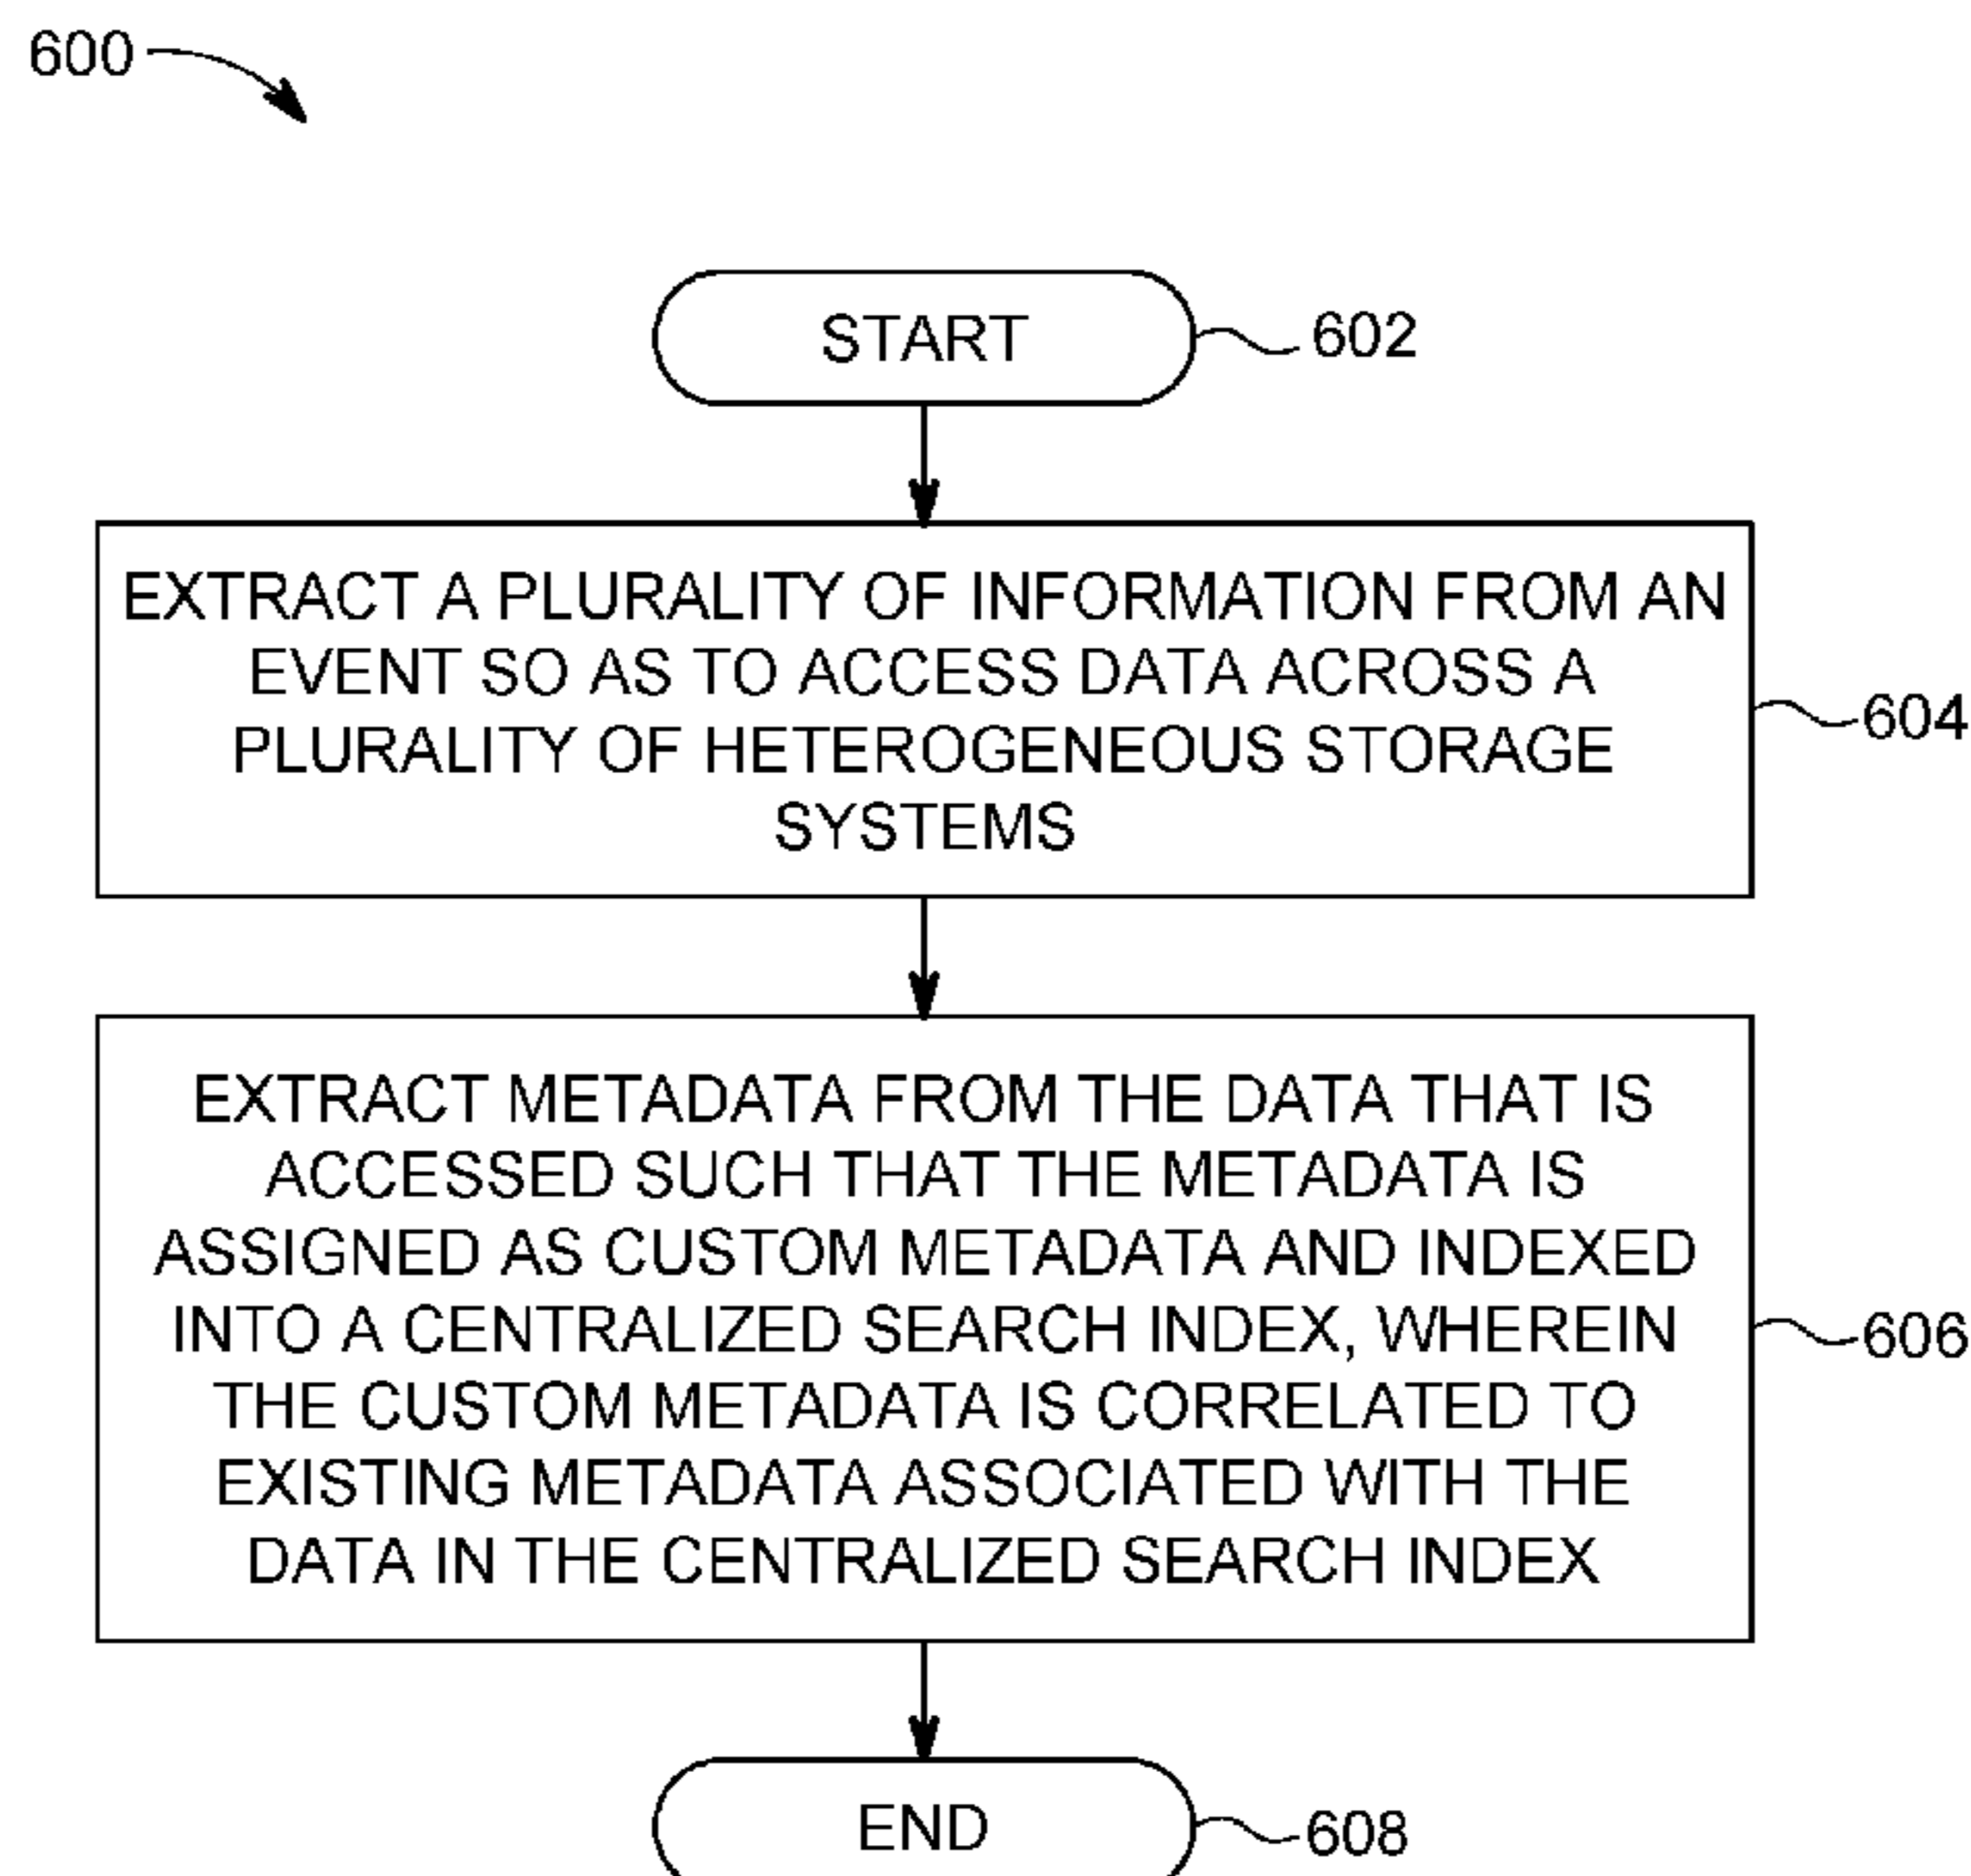 600
START
602
EXTRACT A PLURALITY OF INFORMATION FROM AN
EVENT SO AS TO ACCESS DATA ACROSS A
PLURALITY OF HETEROGENEOUS STORAGE
SYSTEMS
604
EXTRACT METADATA FROM THE DATA THAT IS
ACCESSED SUCH THAT THE METADATA IS
ASSIGNED AS CUSTOM METADATA AND INDEXED
INTO A CENTRALIZED SEARCH INDEX, WHEREIN
THE CUSTOM METADATA IS CORRELATED TO
EXISTING METADATA ASSOCIATED WITH THE
DATA IN THE CENTRALIZED SEARCH INDEX
606
END
608